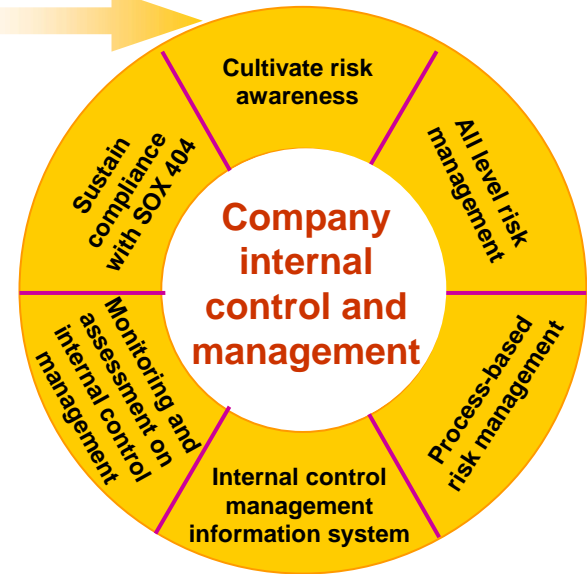 Cultivate risk
awareness
All level risk
management
Process-based
risk management
Internal control
management
information system
Monitoring and
assessment on
internal control
management
Sustain
compliance
with SOX 404
Company
internal
control and
management